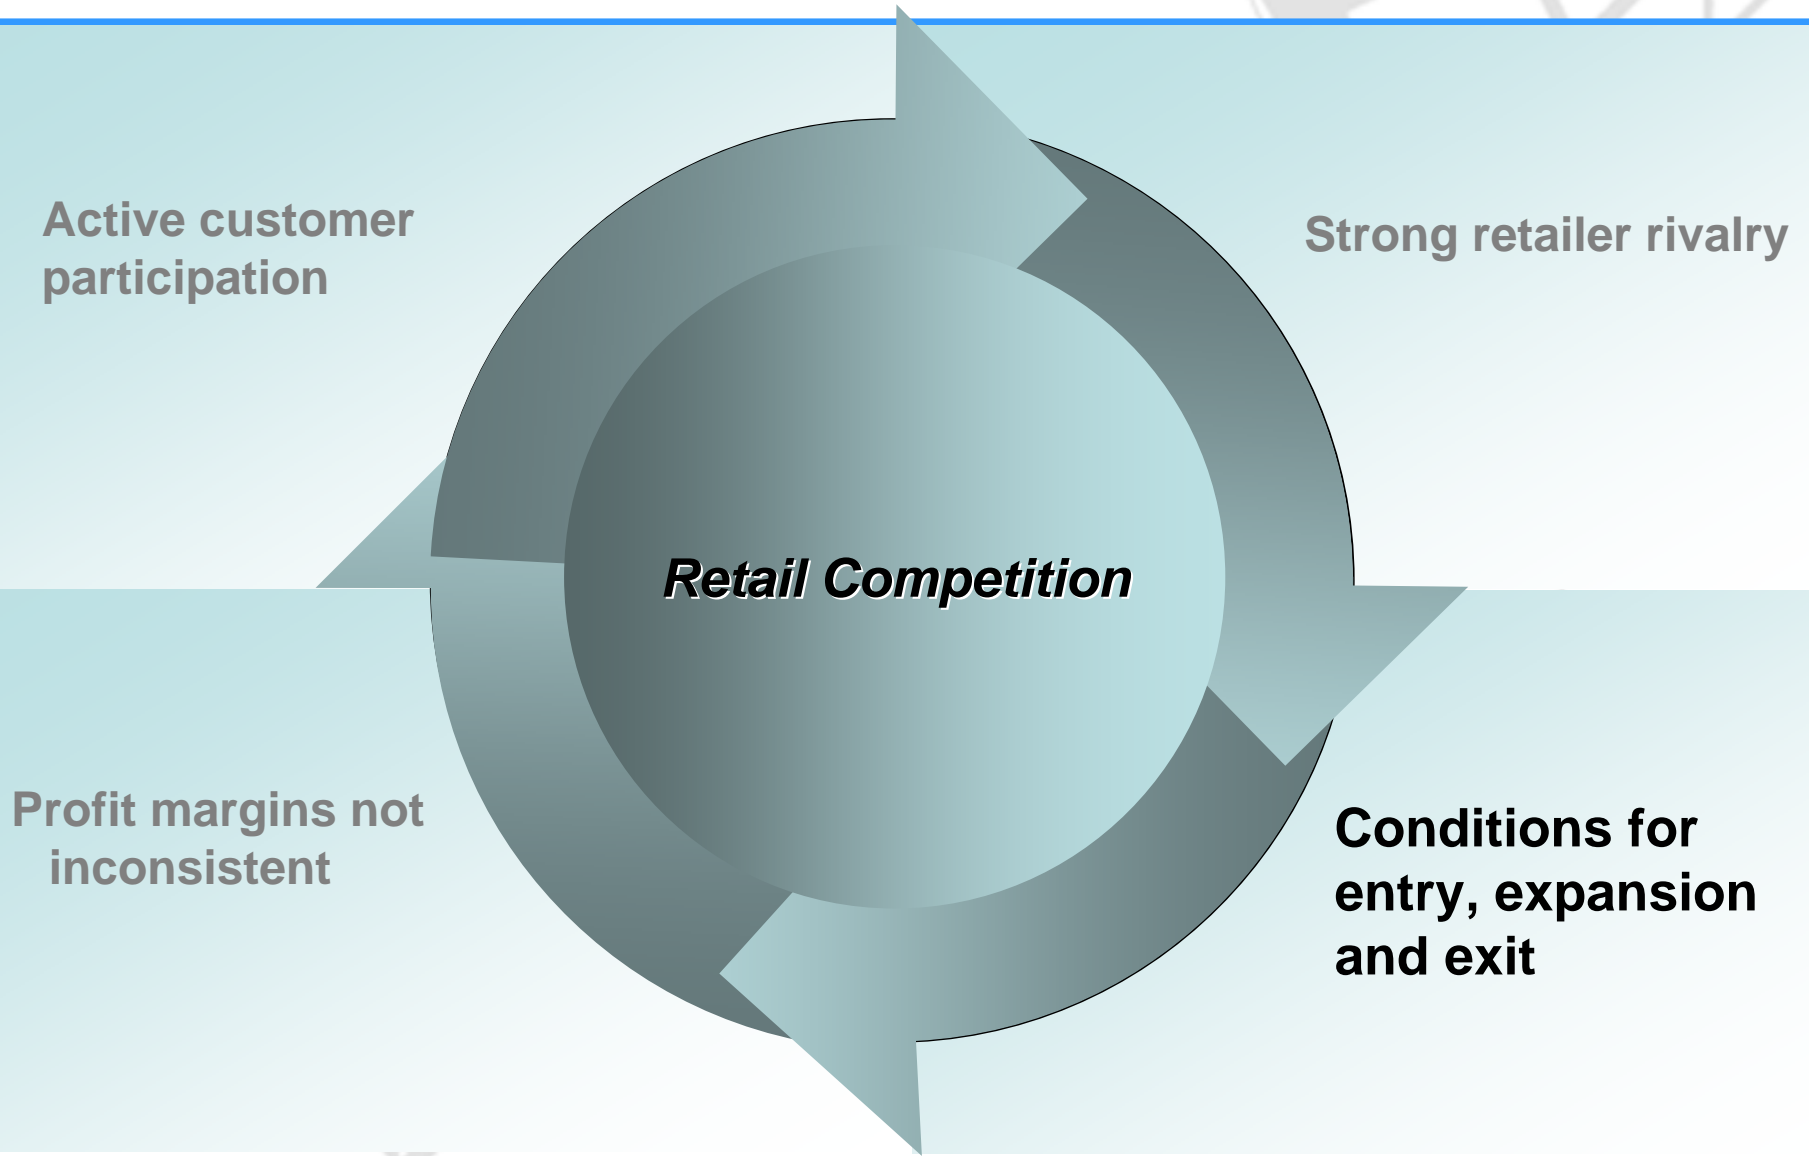 Active customer
participation
Strong retailer rivalry
Retail Competition
Profit margins not
inconsistent
Conditions for
entry, expansion
and exit